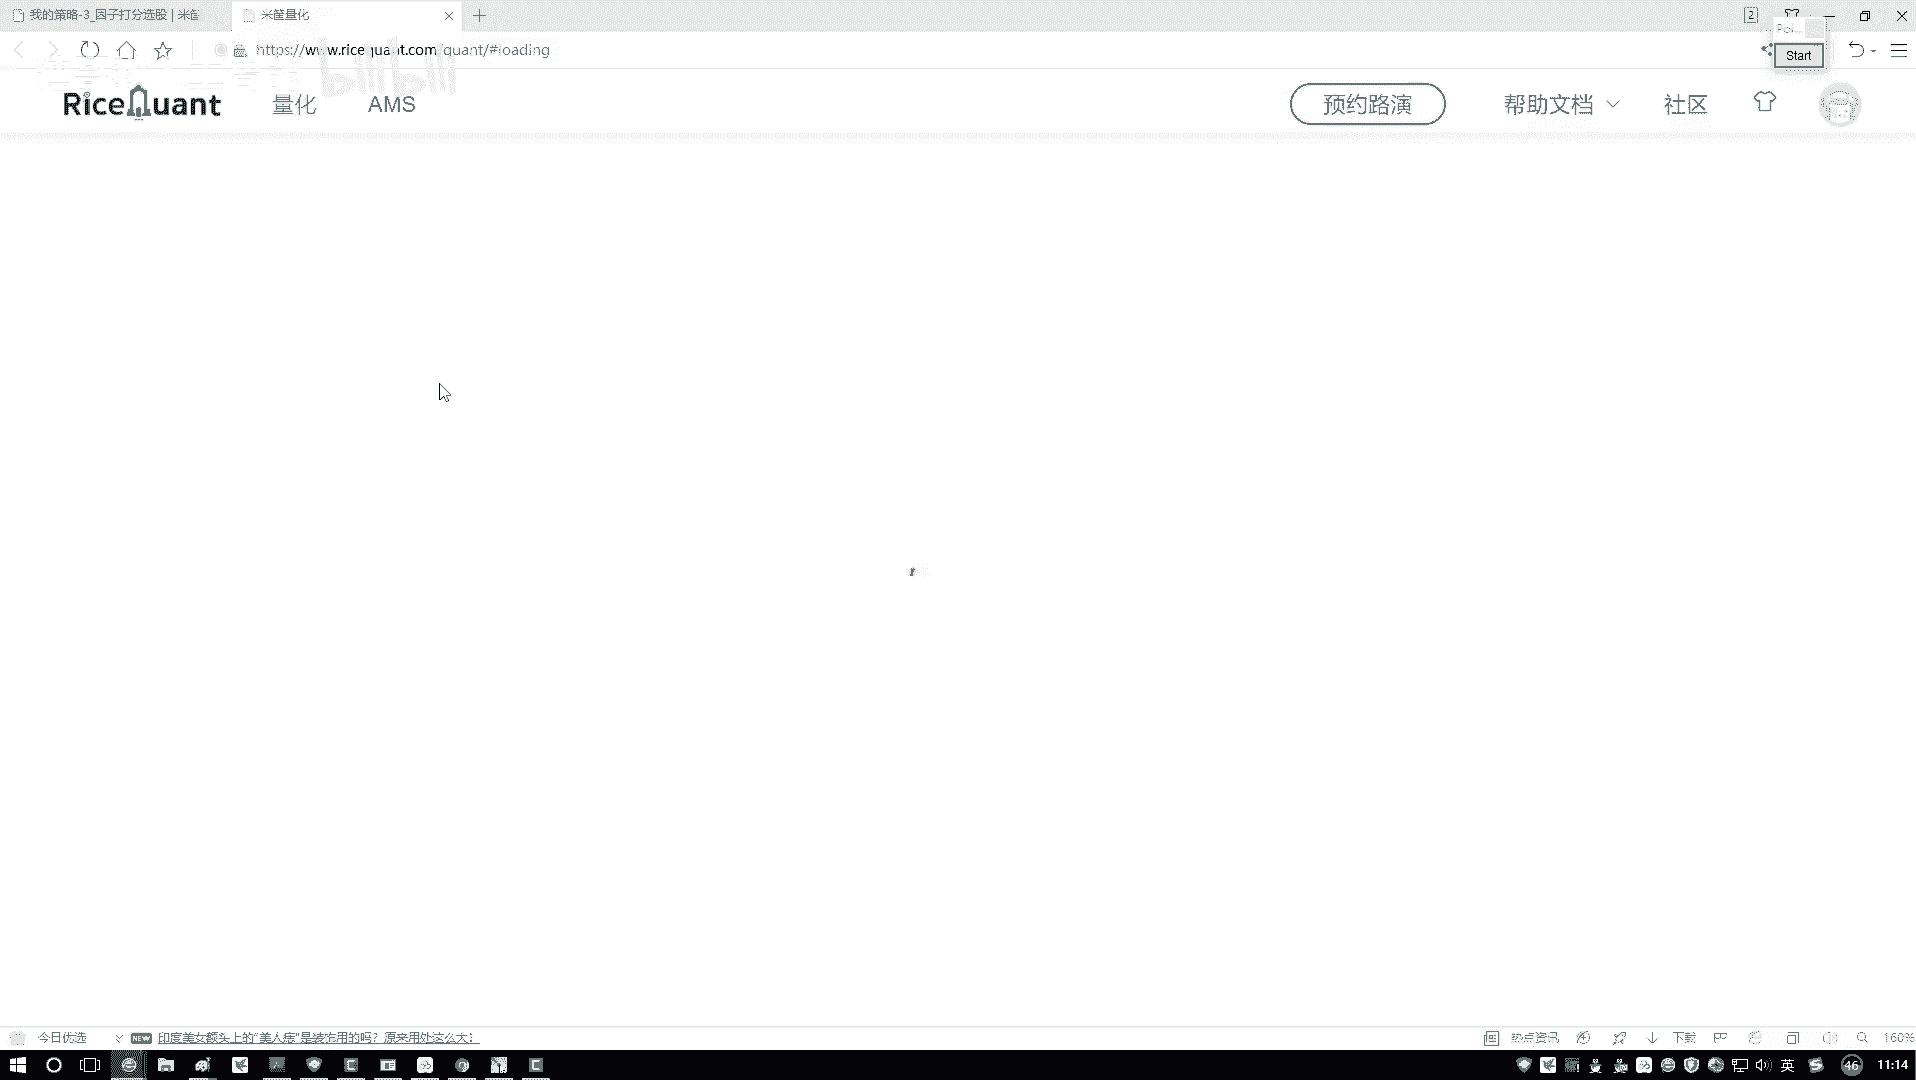 我的策略-3_因子打分选股 | 米筐
米筐量化
2
https://www.ricequant.com/quant/#loading
Start
RiceQuant
量化
AMS
预约路演
帮助文档
社区
今日优选
NEW
印度美女额头上的“美人痣”是装饰用的吗？原来用处这么大！
热点资讯
下载
160%
英
46
11:14